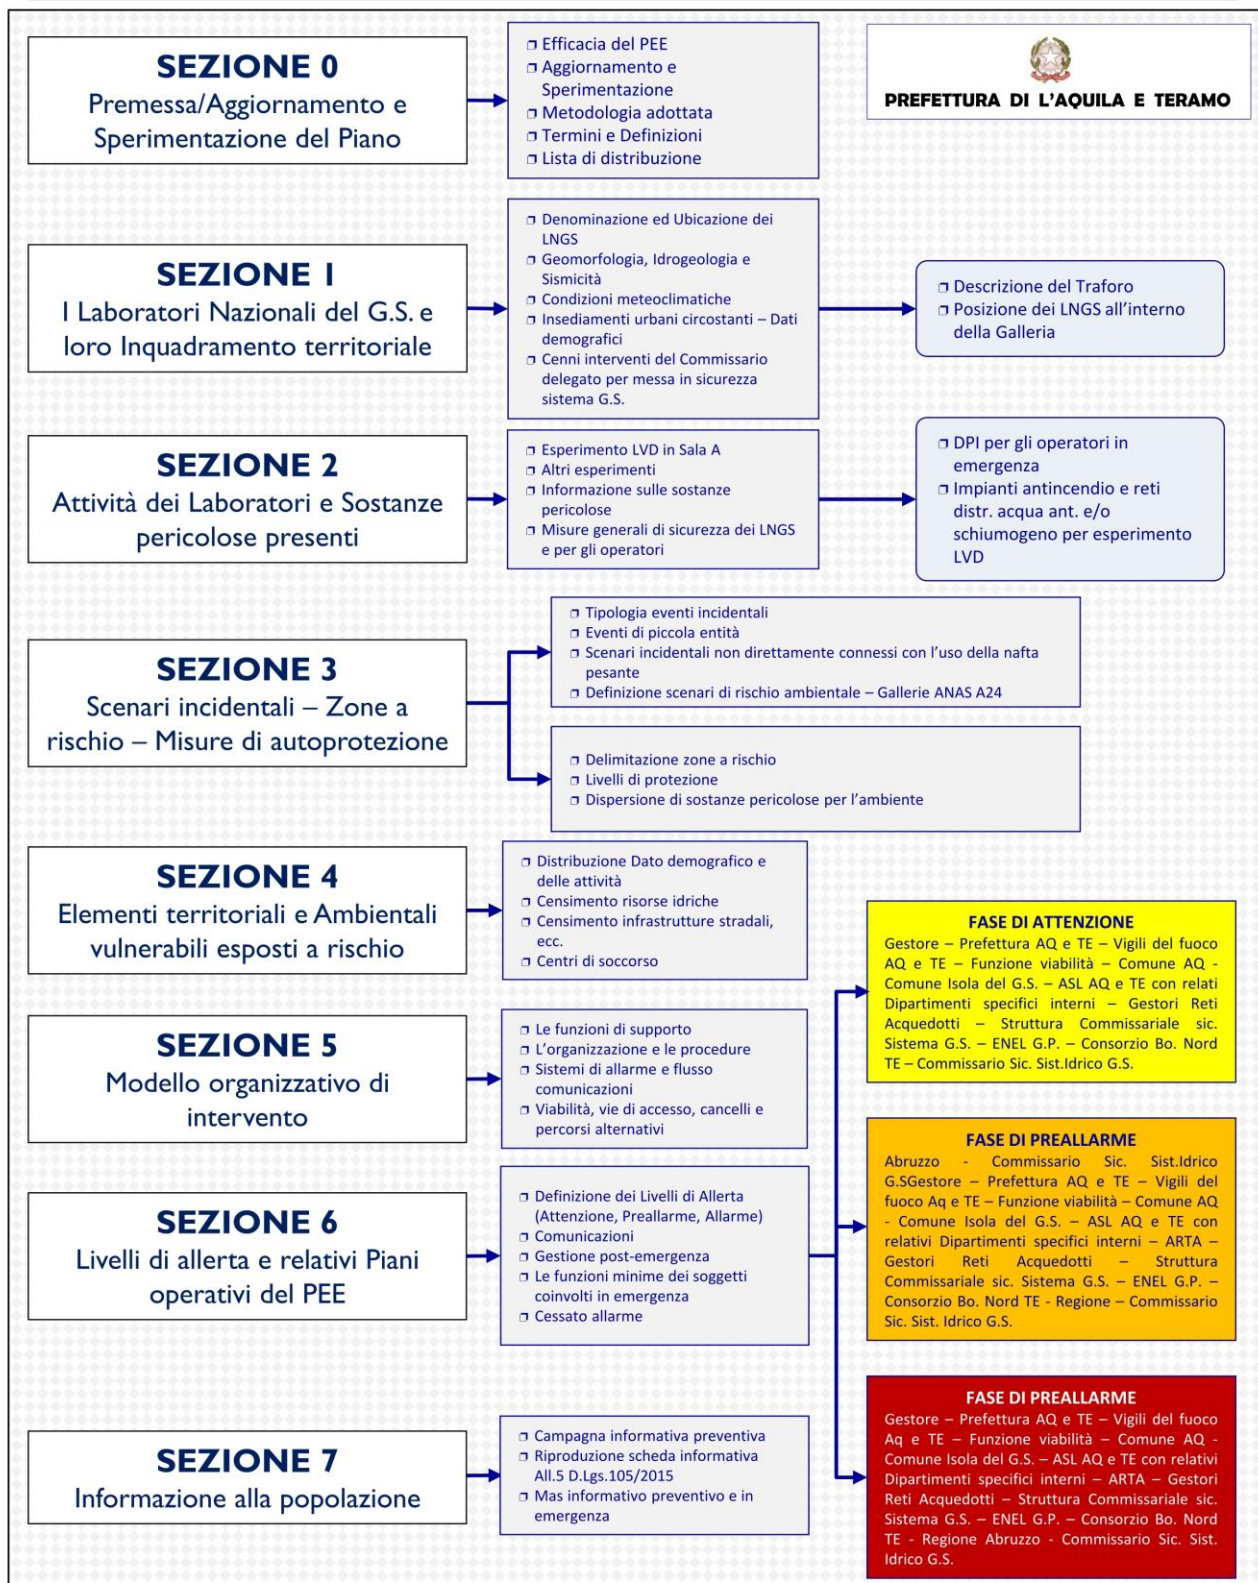 SEZIONE 0
Premessa/Aggiornamento e
Sperimentazione del Piano
❐ Efficacia del PEE
❐ Aggiornamento e
Sperimentazione
❐ Metodologia adottata
❐ Termini e Definizioni
❐ Lista di distribuzione
PREFETTURA DI L'AQUILA E TERAMO
SEZIONE 1
I Laboratori Nazionali del G.S. e
loro Inquadramento territoriale
❐ Denominazione ed Ubicazione dei
LNGS
❐ Geomorfologia, Idrogeologia e
Sismicità
❐ Condizioni meteoclimatiche
❐ Insediamenti urbani circostanti – Dati
demografici
❐ Cenni interventi del Commissario
delegato per messa in sicurezza
sistema G.S.
❐ Descrizione del Traforo
❐ Posizione dei LNGS all'interno
della Galleria
SEZIONE 2
Attività dei Laboratori e Sostanze
pericolose presenti
❐ Esperimento LVD in Sala A
❐ Altri esperimenti
❐ Informazione sulle sostanze
pericolose
❐ Misure generali di sicurezza dei LNGS
e per gli operatori
❐ DPI per gli operatori in
emergenza
❐ Impianti antincendio e reti
distr. acqua ant. e/o
schiumogeno per esperimento
LVD
SEZIONE 3
Scenari incidentali – Zone a
rischio – Misure di autoprotezione
❐ Tipologia eventi incidentali
❐ Eventi di piccola entità
❐ Scenari incidentali non direttamente connessi con l'uso della nafta
pesante
❐ Definizione scenari di rischio ambientale – Gallerie ANAS A24
❐ Delimitazione zone a rischio
❐ Livelli di protezione
❐ Dispersione di sostanze pericolose per l'ambiente
SEZIONE 4
Elementi territoriali e Ambientali
vulnerabili esposti a rischio
❐ Distribuzione Dato demografico e
delle attività
❐ Censimento risorse idriche
❐ Censimento infrastrutture stradali,
ecc.
❐ Centri di soccorso
SEZIONE 5
Modello organizzativo di
intervento
❐ Le funzioni di supporto
❐ L'organizzazione e le procedure
❐ Sistemi di allarme e flusso
comunicazioni
❐ Viabilità, vie di accesso, cancelli e
percorsi alternativi
SEZIONE 6
Livelli di allerta e relativi Piani
operativi del PEE
❐ Definizione dei Livelli di Allerta
(Attenzione, Preallarme, Allarme)
❐ Comunicazioni
❐ Gestione post-emergenza
❐ Le funzioni minime dei soggetti
coinvolti in emergenza
❐ Cessato allarme
FASE DI ATTENZIONE
Gestore – Prefettura AQ e TE – Vigili del fuoco
AQ e TE – Funzione viabilità – Comune AQ -
Comune Isola del G.S. – ASL AQ e TE con relati
Dipartimenti specifici interni – Gestori Reti
Acquedotti – Struttura Commissariale sic.
Sistema G.S. – ENEL G.P. – Consorzio Bo. Nord
TE – Commissario Sic. Sist.Idrico G.S.
FASE DI PREALLARME
Abruzzo - Commissario Sic. Sist.Idrico
G.SGestore – Prefettura AQ e TE – Vigili del
fuoco Aq e TE – Funzione viabilità – Comune AQ
- Comune Isola del G.S. – ASL AQ e TE con
relativi Dipartimenti specifici interni – ARTA –
Gestori Reti Acquedotti – Struttura
Commissariale sic. Sistema G.S. – ENEL G.P. –
Consorzio Bo. Nord TE - Regione – Commissario
Sic. Sist. Idrico G.S.
FASE DI PREALLARME
Gestore – Prefettura AQ e TE – Vigili del fuoco
Aq e TE – Funzione viabilità – Comune AQ -
Comune Isola del G.S. – ASL AQ e TE con relativi
Dipartimenti specifici interni – ARTA – Gestori
Reti Acquedotti – Struttura Commissariale sic.
Sistema G.S. – ENEL G.P. – Consorzio Bo. Nord
TE - Regione Abruzzo - Commissario Sic. Sist.
Idrico G.S.
SEZIONE 7
Informazione alla popolazione
❐ Campagna informativa preventiva
❐ Riproduzione scheda informativa
All.5 D.Lgs.105/2015
❐ Mas informativo preventivo e in
emergenza